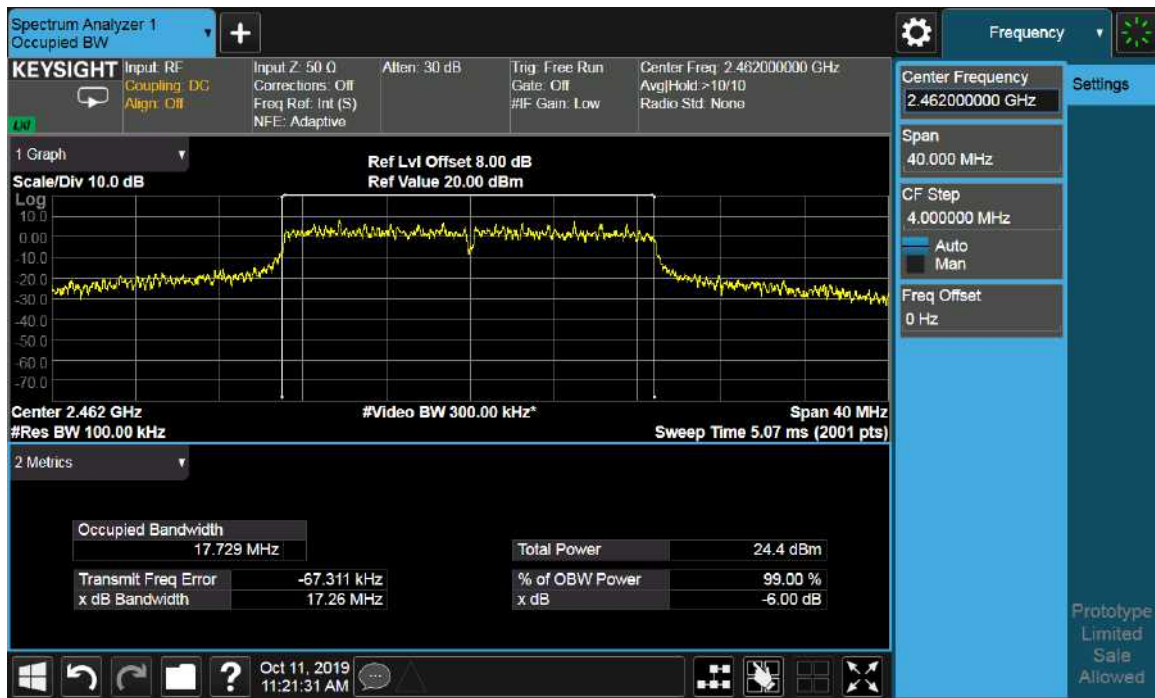 Spectrum Analyzer 1
Occupied BW
Frequency
KEYSIGHT
Input: RF
Coupling: DC
Align: Off
Input Z: 50 Ω
Corrections: Off
Freq Ref: Int (S)
NFE: Adaptive
Atten: 30 dB
Trig: Free Run
Gate: Off
#IF Gain: Low
Center Freq: 2.462000000 GHz
Avg|Hold:>10/10
Radio Std: None
LXI
Center Frequency
2.462000000 GHz
Settings
Span
40.000 MHz
CF Step
4.000000 MHz
Auto
Man
Freq Offset
0 Hz
1 Graph
Scale/Div 10.0 dB
Ref Lvl Offset 8.00 dB
Ref Value 20.00 dBm
Log
10.0
0.00
-10.0
-20.0
-30.0
-40.0
-50.0
-60.0
-70.0
Center 2.462 GHz
#Video BW 300.00 kHz*
Span 40 MHz
#Res BW 100.00 kHz
Sweep Time 5.07 ms (2001 pts)
2 Metrics
Occupied Bandwidth
17.729 MHz
Total Power 24.4 dBm
Transmit Freq Error -67.311 kHz
% of OBW Power 99.00 %
x dB Bandwidth 17.26 MHz
x dB -6.00 dB
Prototype
Limited
Sale
Allowed
?
Oct 11, 2019
11:21:31 AM